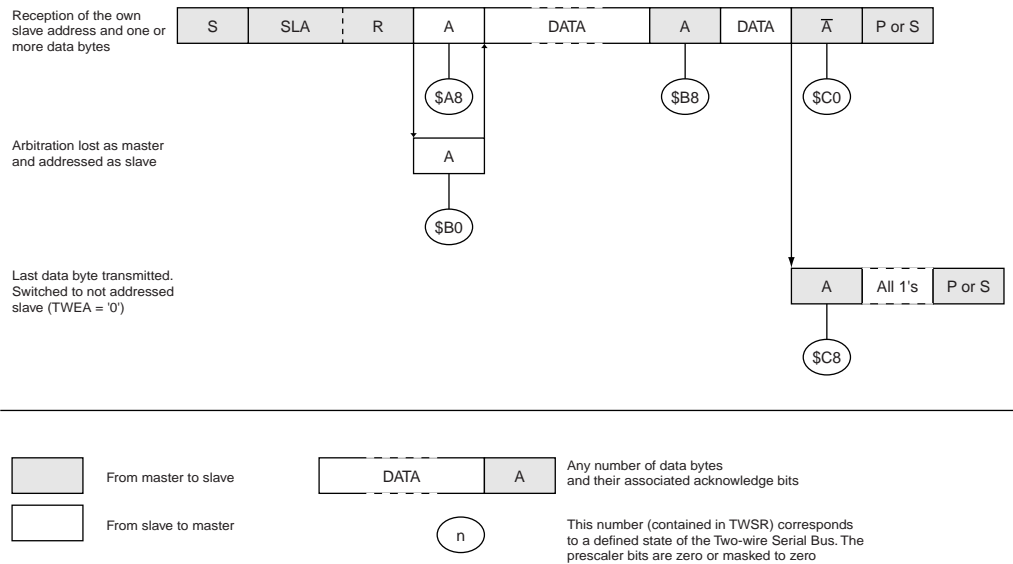 Reception of the own
slave address and one or
more data bytes
S SLA R A DATA A DATA A̅ P or S
$A8 $B8 $C0
Arbitration lost as master
and addressed as slave
A
$B0
Last data byte transmitted.
Switched to not addressed
slave (TWEA = '0')
A All 1's P or S
$C8
From master to slave
DATA A
Any number of data bytes
and their associated acknowledge bits
From slave to master
n
This number (contained in TWSR) corresponds
to a defined state of the Two-wire Serial Bus. The
prescaler bits are zero or masked to zero